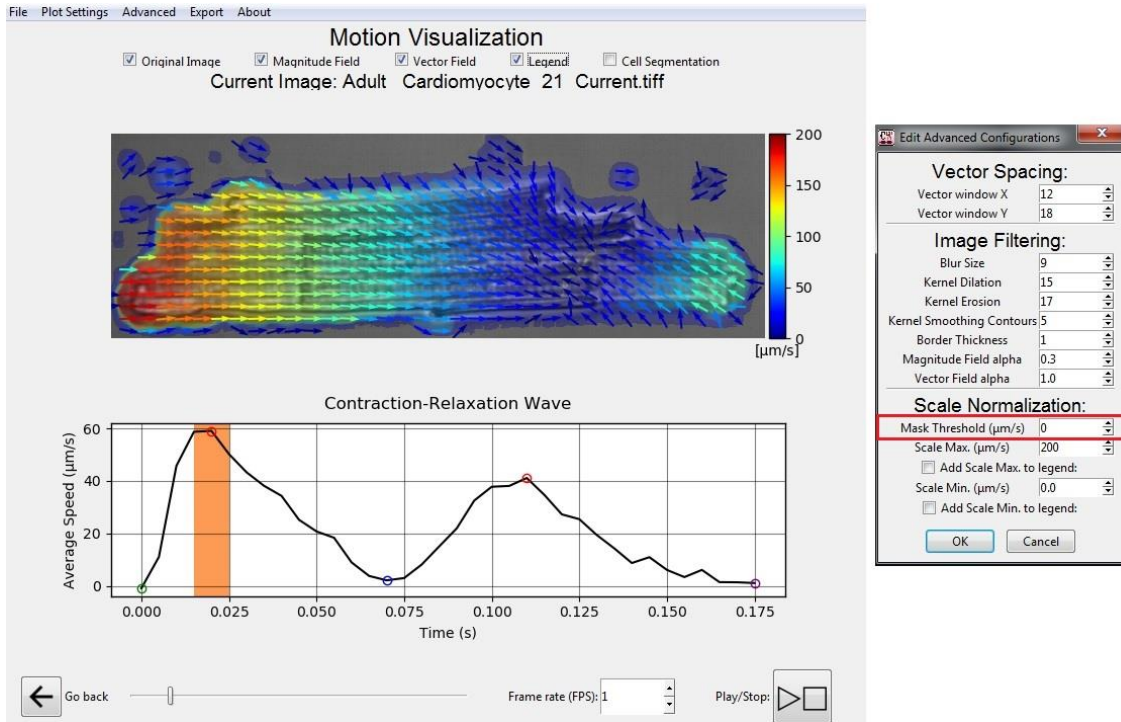 File Plot Settings Advanced Export About
Motion Visualization
Original Image Magnitude Field Vector Field Legend Cell Segmentation
Current Image: Adult Cardiomyocyte 21 Current.tiff
200
150
100
50
0
[µm/s]
Contraction-Relaxation Wave
Average Speed (µm/s)
60
40
20
0
0.000 0.025 0.050 0.075 0.100 0.125 0.150 0.175
Time (s)
Go back Frame rate (FPS): 1 Play/Stop:
Edit Advanced Configurations
Vector Spacing:
Vector window X 12
Vector window Y 18
Image Filtering:
Blur Size 9
Kernel Dilation 15
Kernel Erosion 17
Kernel Smoothing Contours 5
Border Thickness 1
Magnitude Field alpha 0.3
Vector Field alpha 1.0
Scale Normalization:
Mask Threshold (µm/s) 0
Scale Max. (µm/s) 200
Add Scale Max. to legend:
Scale Min. (µm/s) 0.0
Add Scale Min. to legend:
OK Cancel